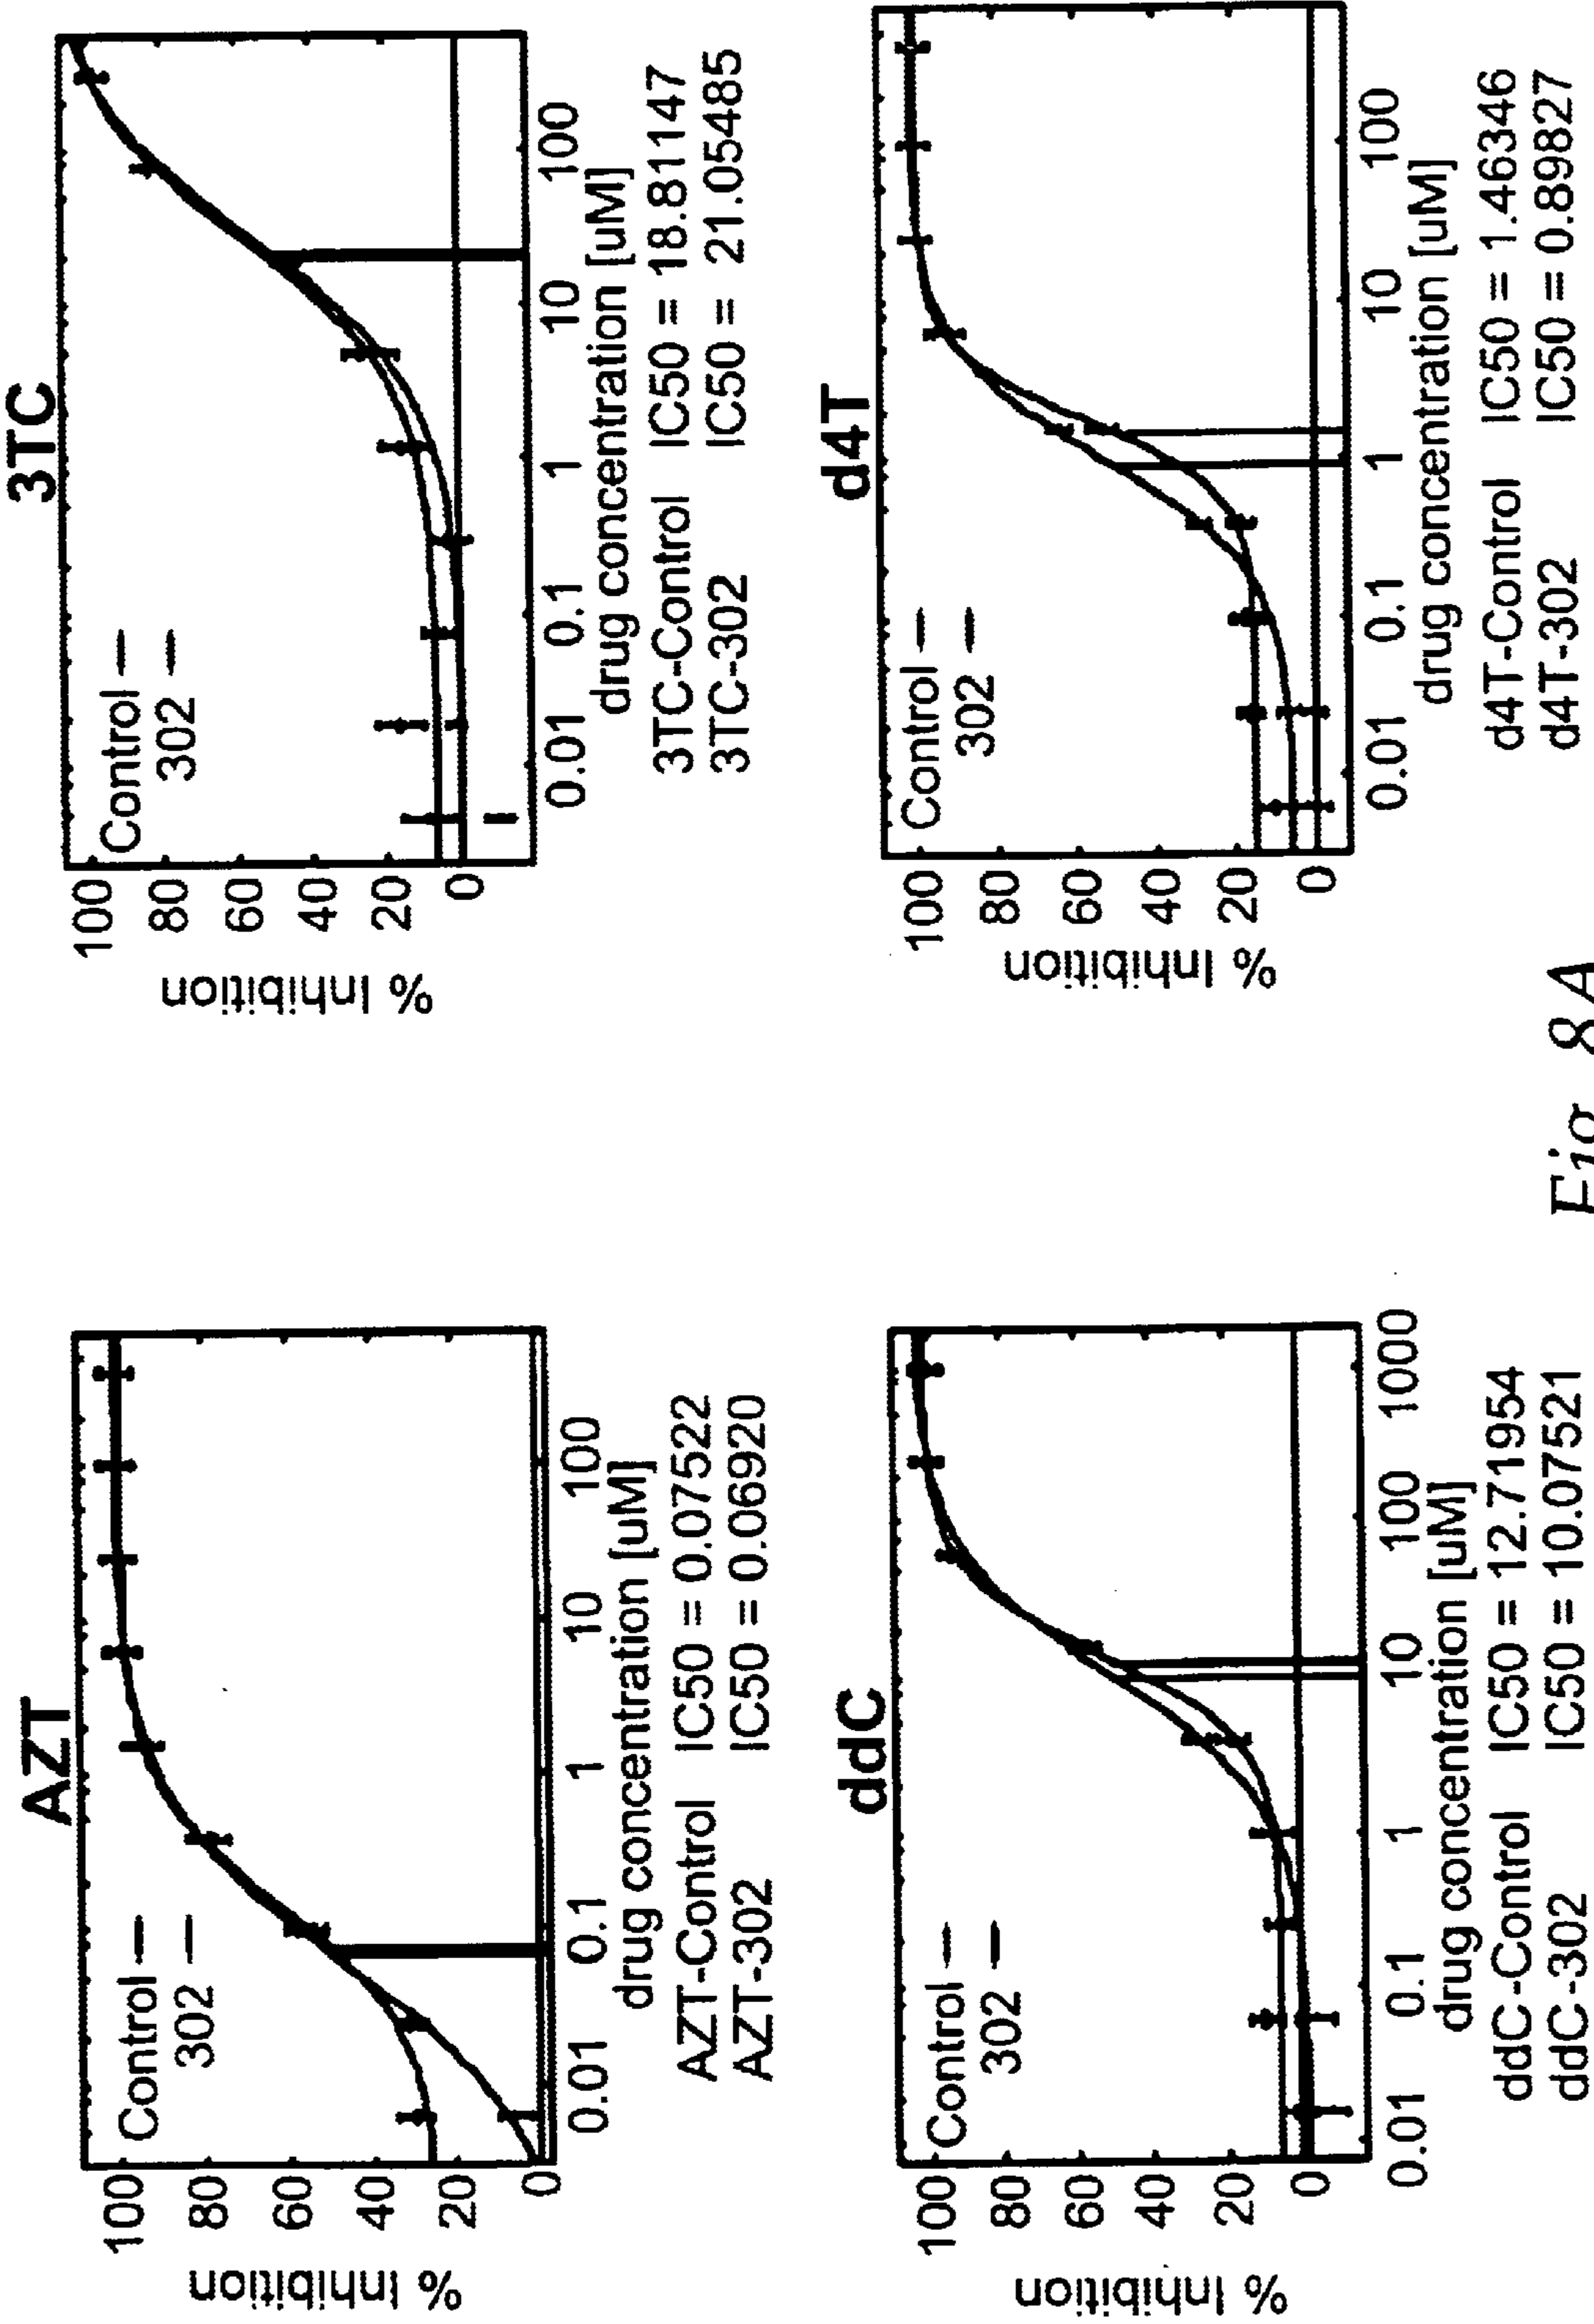 AZT
% Inhibition
100
80
60
40
20
0
Control
302
0.01 0.1 1 10 100
drug concentration [uM]
AZT-Control IC50 = 0.07522
AZT-302 IC50 = 0.06920
3TC
% Inhibition
100
80
60
40
20
0
Control
302
0.01 0.1 1 10 100
drug concentration [uM]
3TC-Control IC50 = 18.81147
3TC-302 IC50 = 21.05485
ddC
% Inhibition
100
80
60
40
20
0
Control
302
0.01 0.1 1 10 100 1000
drug concentration [uM]
ddC-Control IC50 = 12.71954
ddC-302 IC50 = 10.07521
d4T
% Inhibition
100
80
60
40
20
0
Control
302
0.01 0.1 1 10 100
drug concentration [uM]
d4T-Control IC50 = 1.46346
d4T-302 IC50 = 0.89827
Fig. 8A